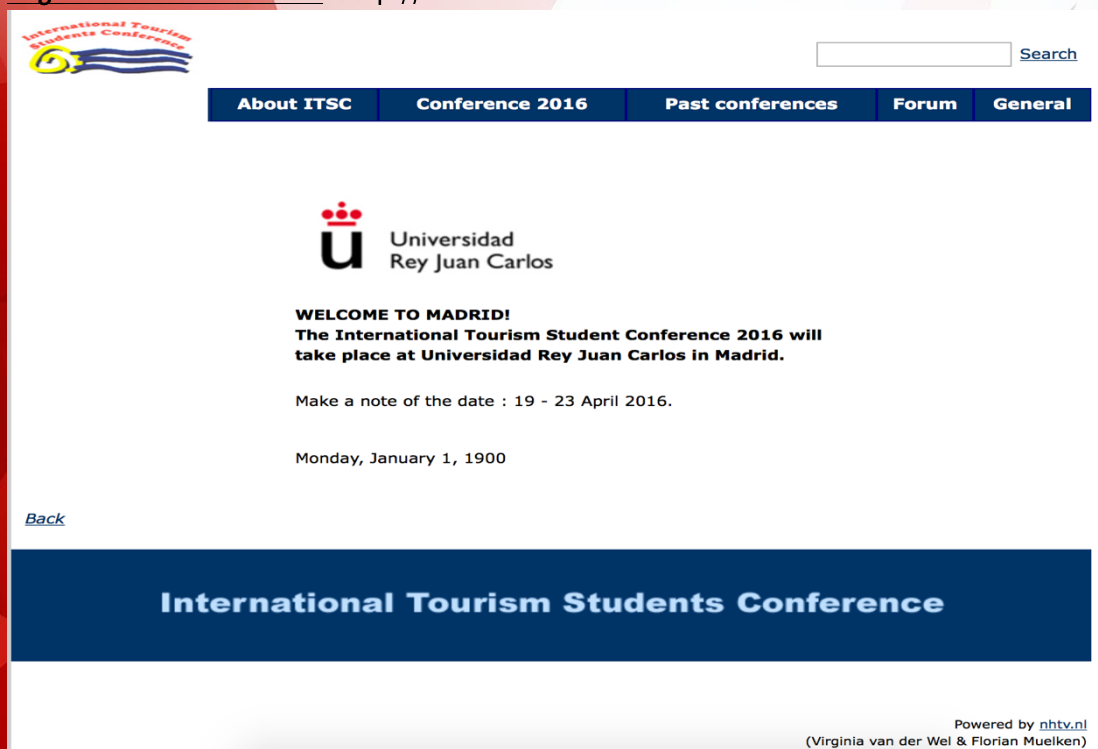 International Tourism
Students Conference
Search
About ITSC Conference 2016 Past conferences Forum General
ü Universidad
Rey Juan Carlos
WELCOME TO MADRID!
The International Tourism Student Conference 2016 will
take place at Universidad Rey Juan Carlos in Madrid.
Make a note of the date : 19 - 23 April 2016.
Monday, January 1, 1900
Back
International Tourism Students Conference
Powered by nhtv.nl
(Virginia van der Wel & Florian Muelken)